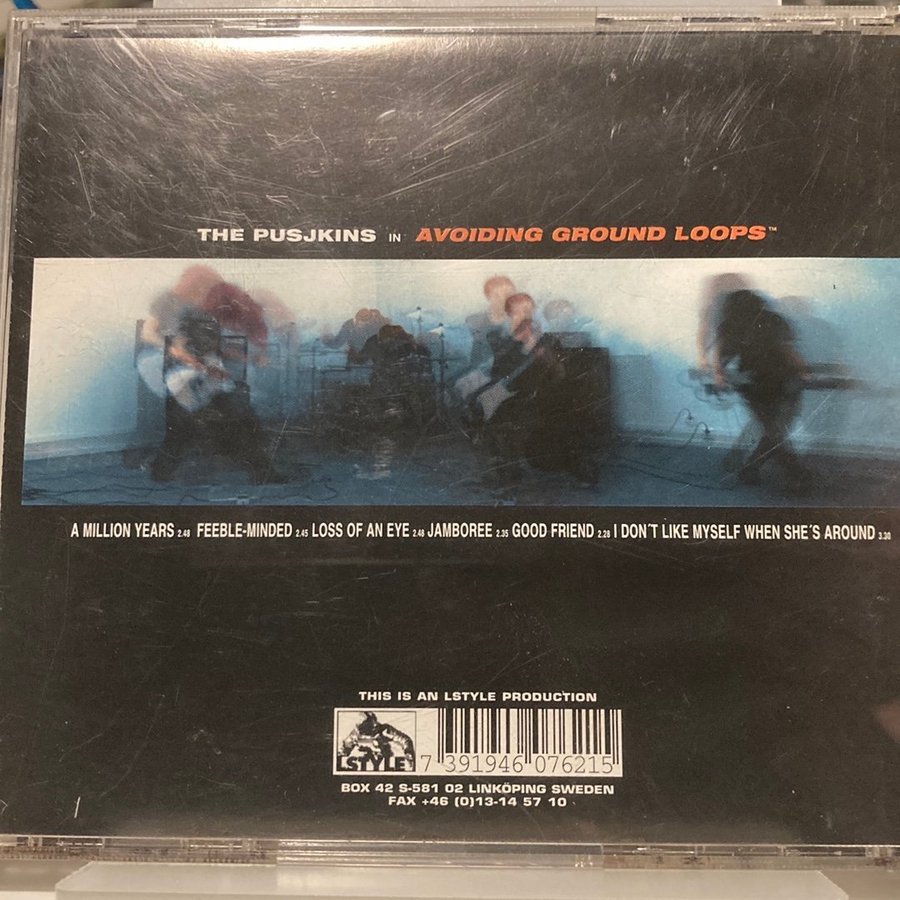 THE PUSJKINS IN AVOIDING GROUND LOOPS™
A MILLION YEARS 2.48 FEEBLE-MINDED 2.45 LOSS OF AN EYE 2.48 JAMBOREE 2.35 GOOD FRIEND 2.28 I DON´T LIKE MYSELF WHEN SHE´S AROUND 3.30
THIS IS AN LSTYLE PRODUCTION
LSTYLE
7 391946 076215
BOX 42 S-581 02 LINKÖPING SWEDEN
FAX +46 (0)13-14 57 10